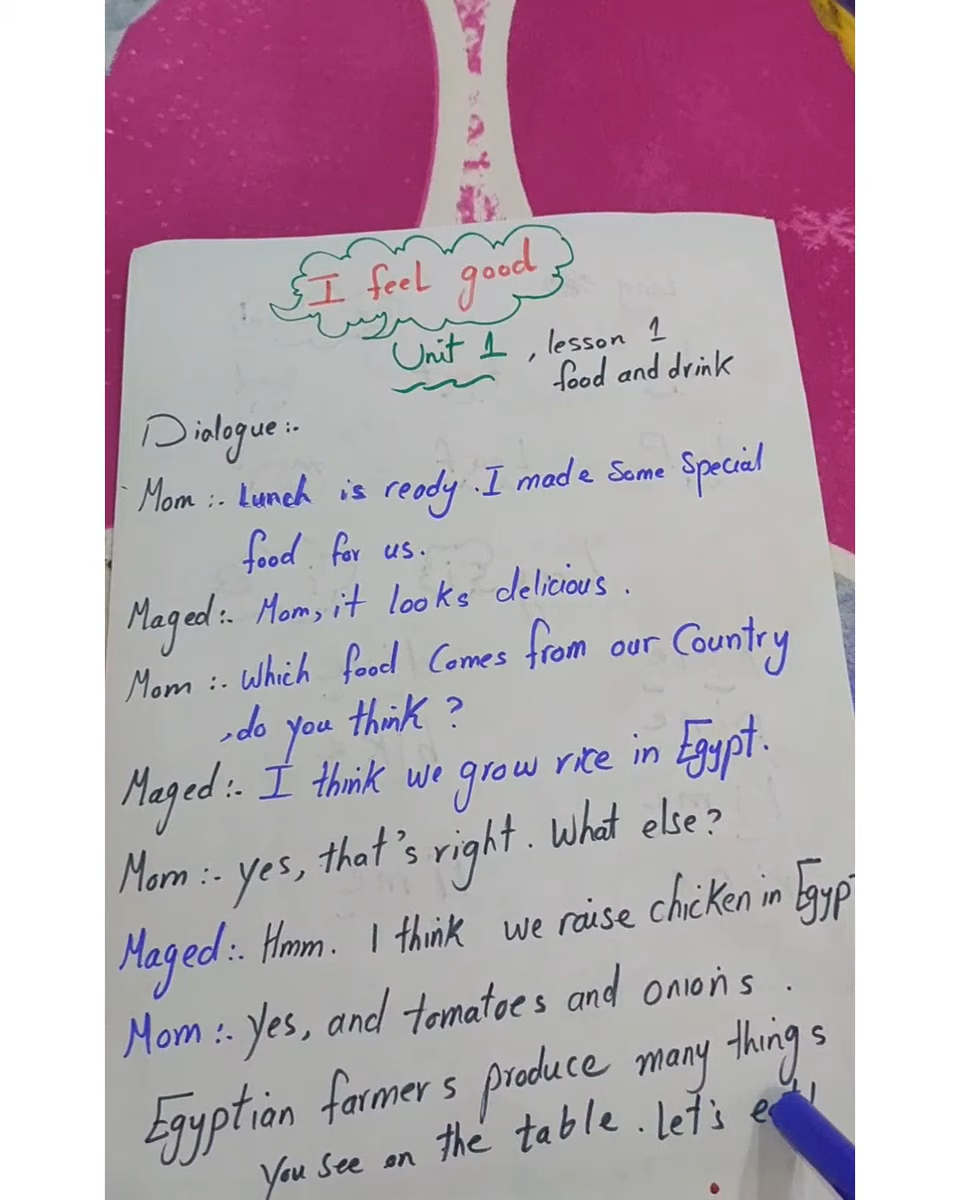 I feel good
Unit 1, lesson 1
food and drink
Dialogue:-
Mom:- Lunch is ready. I made Some Special
food for us.
Maged:- Mom, it looks delicious.
Mom:- Which food Comes from our Country
,do you think?
Maged:- I think we grow rice in Egypt.
Mom:- yes, that's right. What else?
Maged:- Hmm. I think we raise chicken in Egyp
Mom:- Yes, and tomatoes and onions.
Egyptian farmers produce many things
You see on the table. Let's